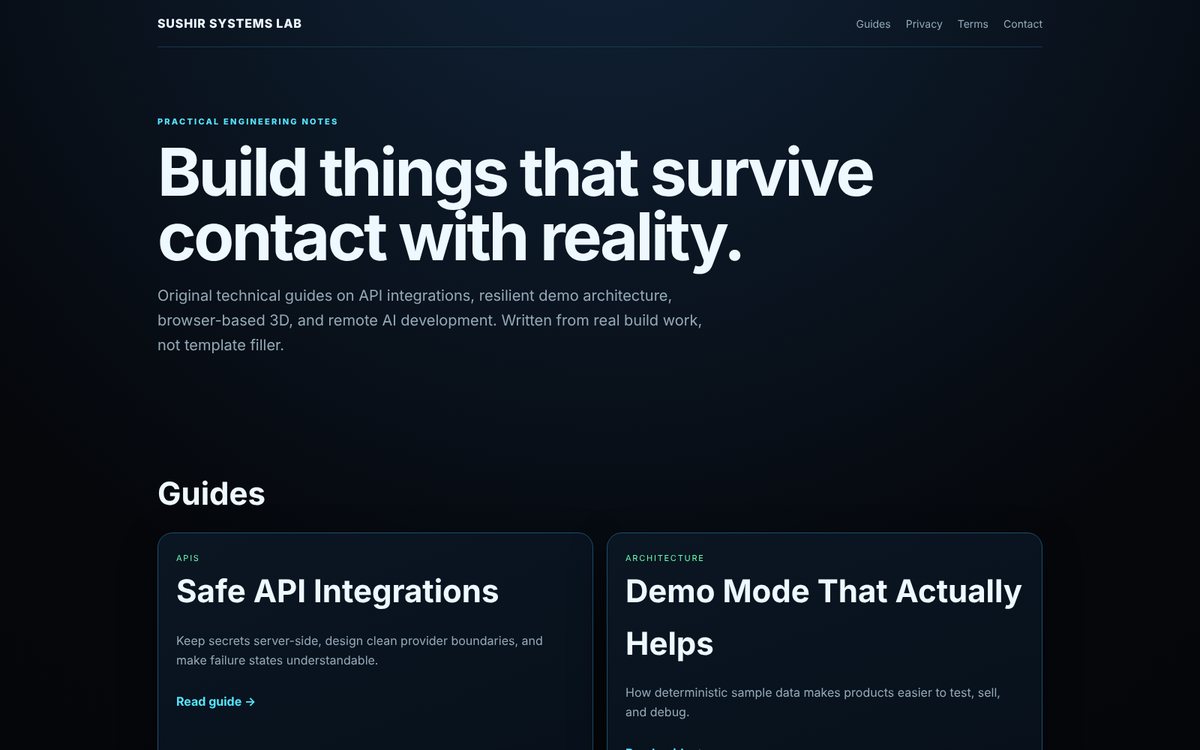 SUSHIR SYSTEMS LAB
Guides Privacy Terms Contact
PRACTICAL ENGINEERING NOTES
Build things that survive
contact with reality.
Original technical guides on API integrations, resilient demo architecture,
browser-based 3D, and remote AI development. Written from real build work,
not template filler.
Guides
APIS
Safe API Integrations
Keep secrets server-side, design clean provider boundaries, and
make failure states understandable.
Read guide →
ARCHITECTURE
Demo Mode That Actually
Helps
How deterministic sample data makes products easier to test, sell,
and debug.